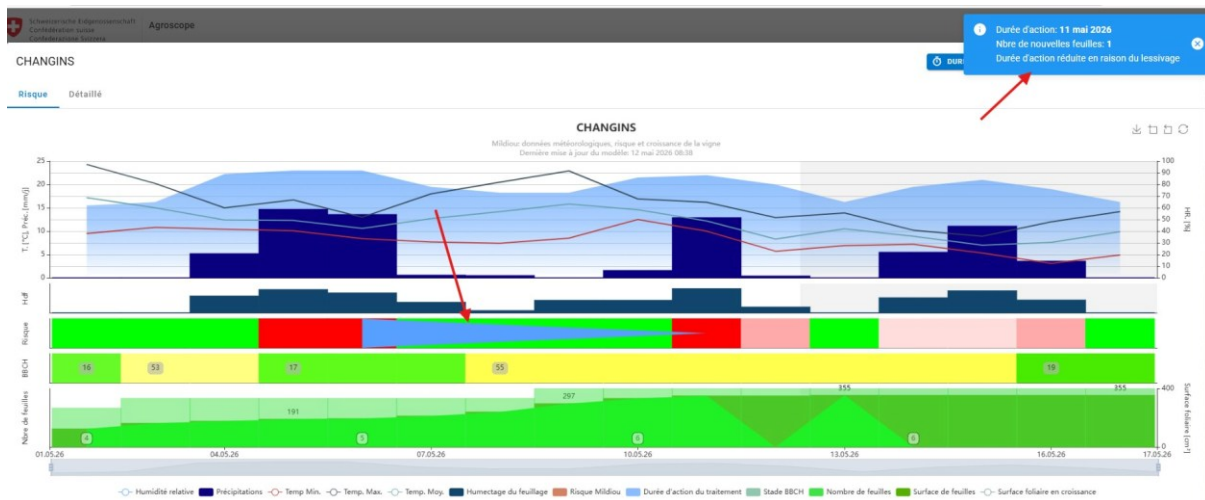 Schweizerische Eidgenossenschaft
Confédération suisse
Confederazione Svizzera
Agroscope
Durée d'action: 11 mai 2026
Nbre de nouvelles feuilles: 1
Durée d'action réduite en raison du lessivage
CHANGINS
Risque Détaillé
CHANGINS
Mildiou: données météorologiques, risque et croissance de la vigne
Dernière mise à jour du modèle: 12 mai 2026 08:38
T. [°C], Préc. [mm/j]
25
20
15
10
5
0
100
90
80
70
60
50
40
30
20
10
0
HR. [%]
Hdf
Risque
BBCH
16 53 17 55 19
Nbre de feuilles
191 297 355 355
4 5 6 6
400
0
Surface foliaire [cm²]
01.05.26 04.05.26 07.05.26 10.05.26 13.05.26 16.05.26 17.05.26
Humidité relative Précipitations Temp Min. Temp. Max. Temp. Moy. Humectage du feuillage Risque Mildiou Durée d'action du traitement Stade BBCH Nombre de feuilles Surface de feuilles Surface foliaire en croissance